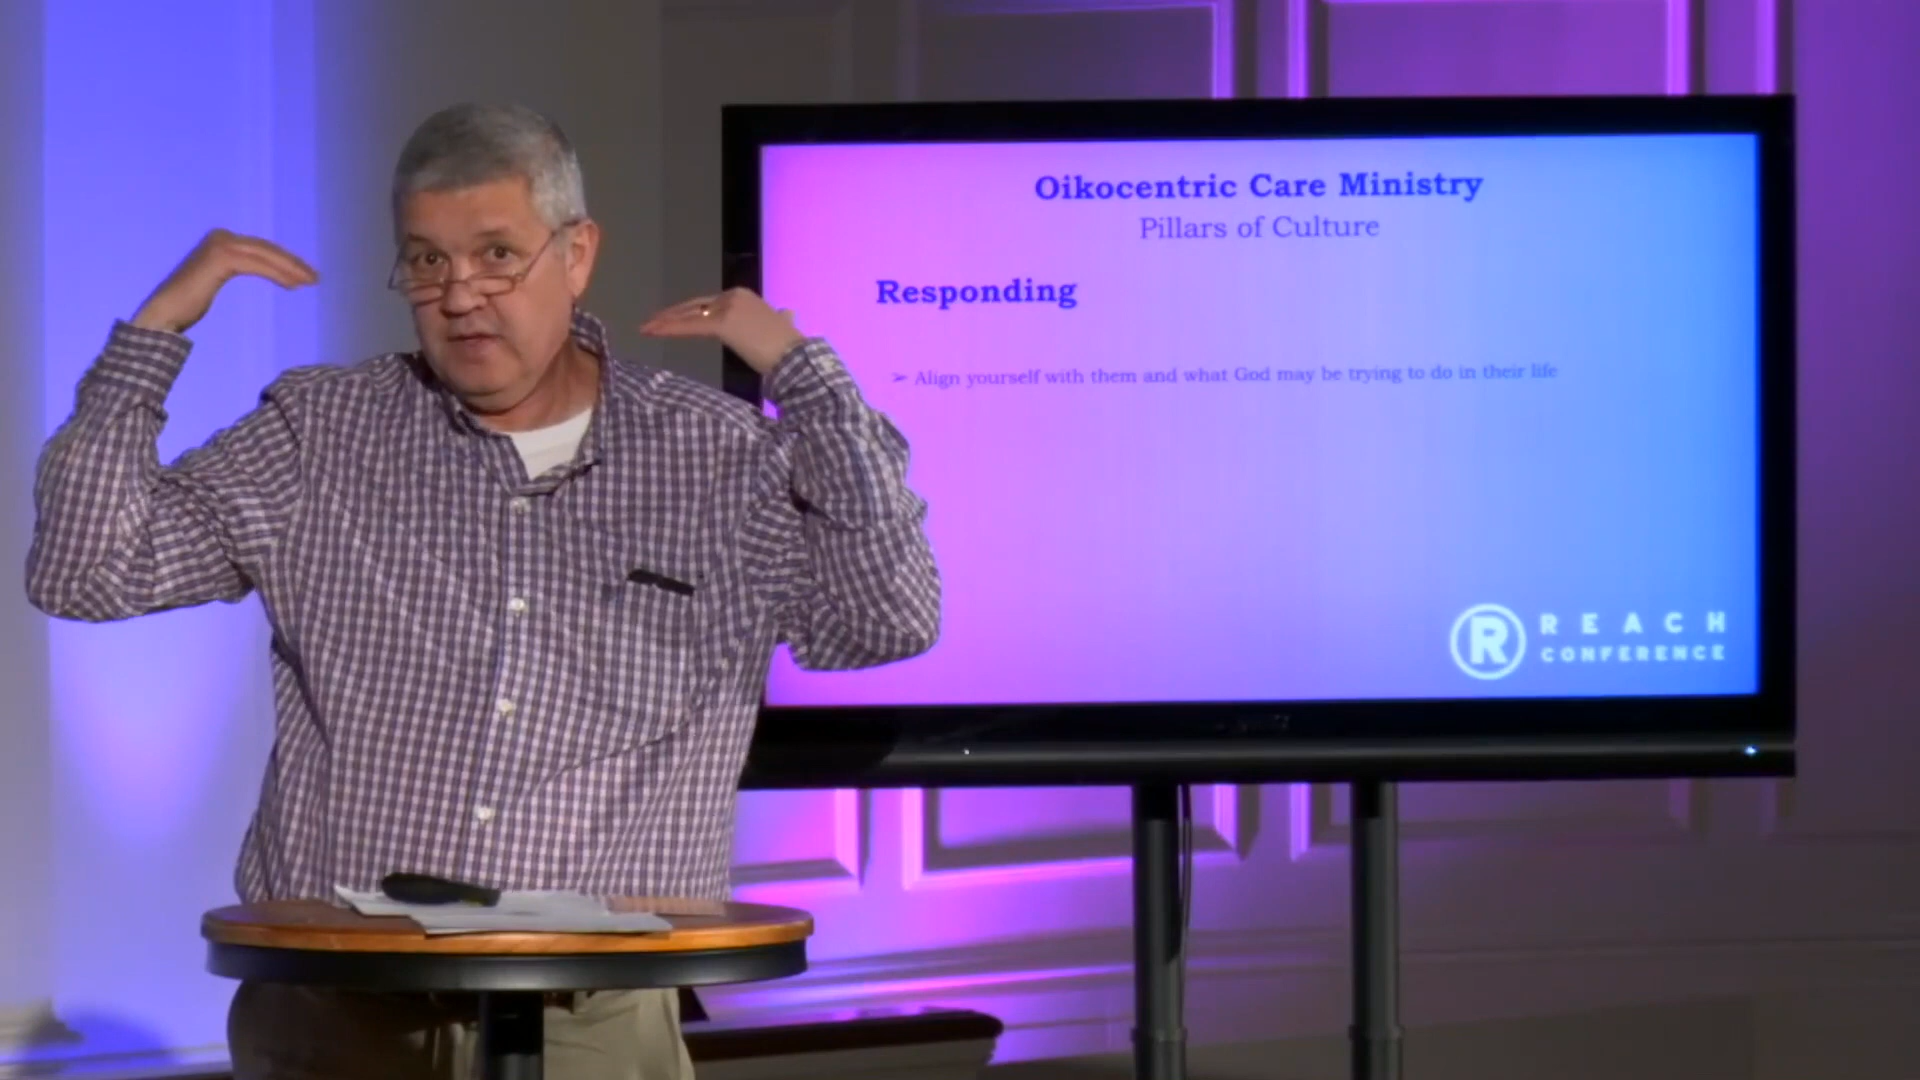 Oikocentric Care Ministry
Pillars of Culture
Responding
➢ Align yourself with them and what God may be trying to do in their life
R REACH
CONFERENCE